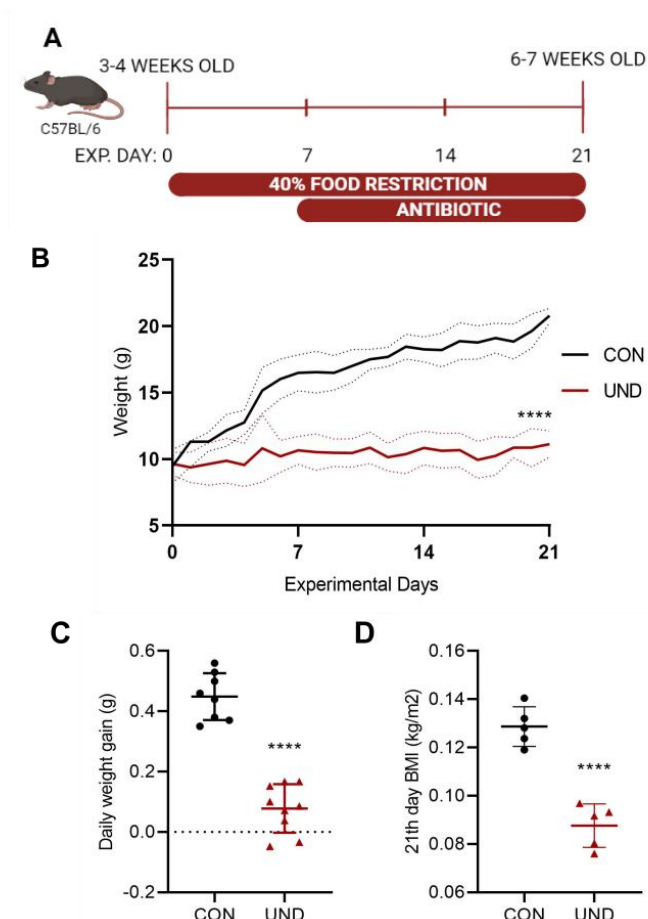 A
3-4 WEEKS OLD
6-7 WEEKS OLD
C57BL/6
EXP. DAY: 0 7 14 21
40% FOOD RESTRICTION
ANTIBIOTIC
B
25
20
15
10
5
Weight (g)
0 7 14 21
Experimental Days
CON
UND
****
C
0.6
0.4
0.2
0.0
-0.2
Daily weight gain (g)
****
CON UND
D
0.16
0.14
0.12
0.10
0.08
0.06
21th day BMI (kg/m2)
****
CON UND